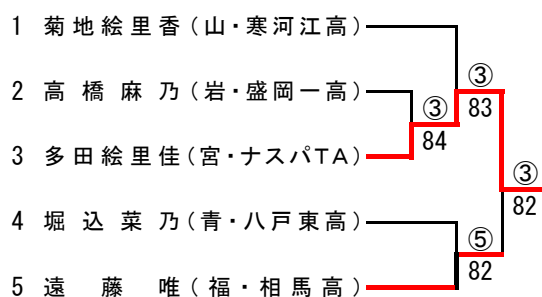 1 菊地絵里香(山・寒河江高)
③
2 高橋麻乃(岩・盛岡一高)
③ 83
84
3 多田絵里佳(宮・ナスパTA)
③
82
4 堀込菜乃(青・八戸東高)
⑤
82
5 遠藤唯(福・相馬高)